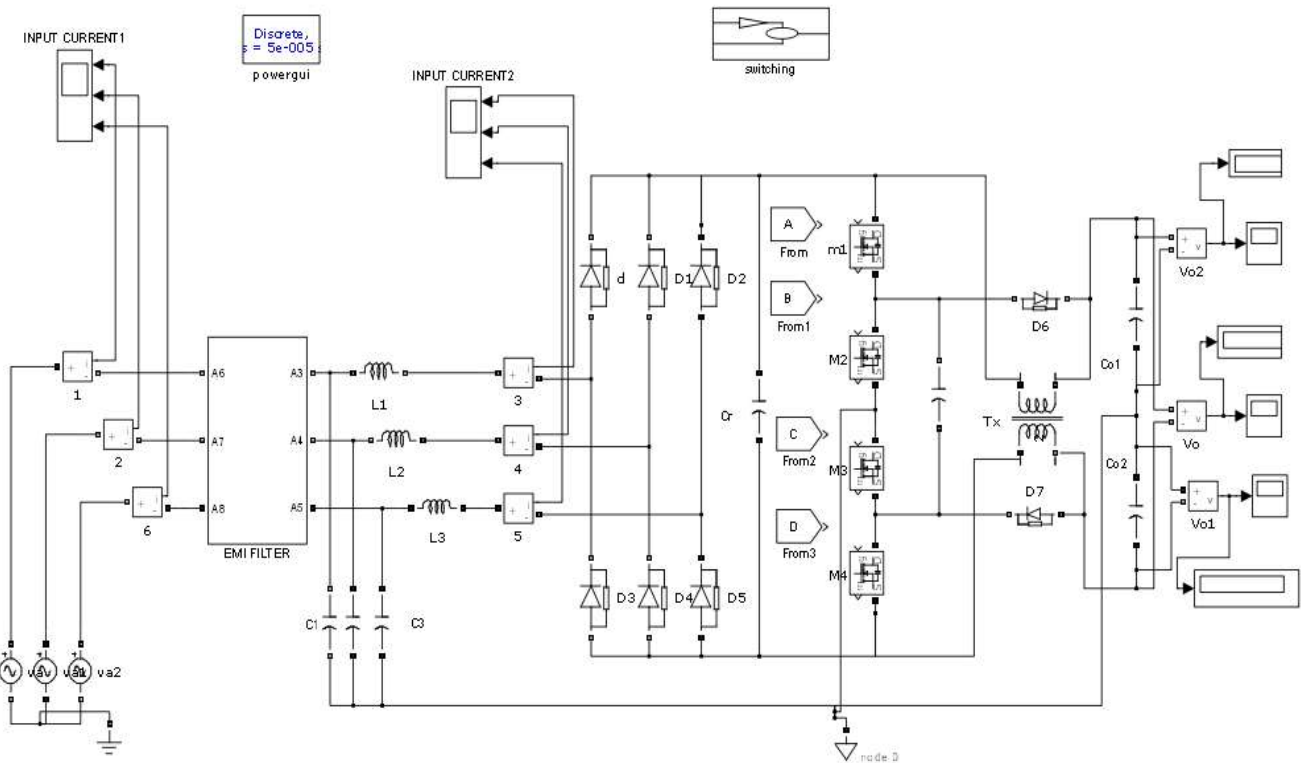 INPUT CURRENT1
Discrete,
s = 5e-005 s
powergui
switching
INPUT CURRENT2
A
From
m1
B
From1
M2
C
From2
M3
D
From3
M4
d
D1
D2
D3
D4
D5
D6
D7
Cr
Tx
Co1
Co2
Vo2
Vo
Vo1
1
2
6
A6
A7
A8
A3
A4
A5
EMI FILTER
L1
L2
L3
3
4
5
C1
C3
va2
node 0